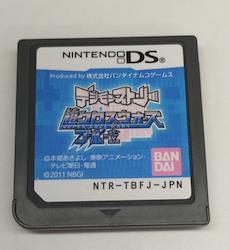 NINTENDO DS
Produced by 株式会社バンダイナムコゲームス
デジモンストーリー
超クロスウォーズ
ブルー
©本郷あきよし・東映アニメーション・
テレビ朝日・電通
©2011 NBGI
BAN
DAI
NTR-TBFJ-JPN